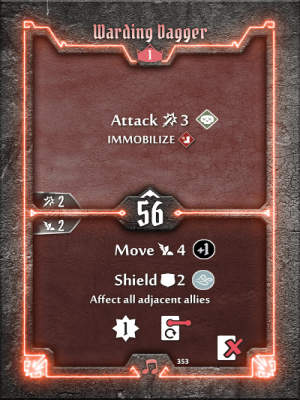 Warding Dagger
1
Attack 3
IMMOBILIZE
2
56
2
Move 4 +1
Shield 2
Affect all adjacent allies
1
353